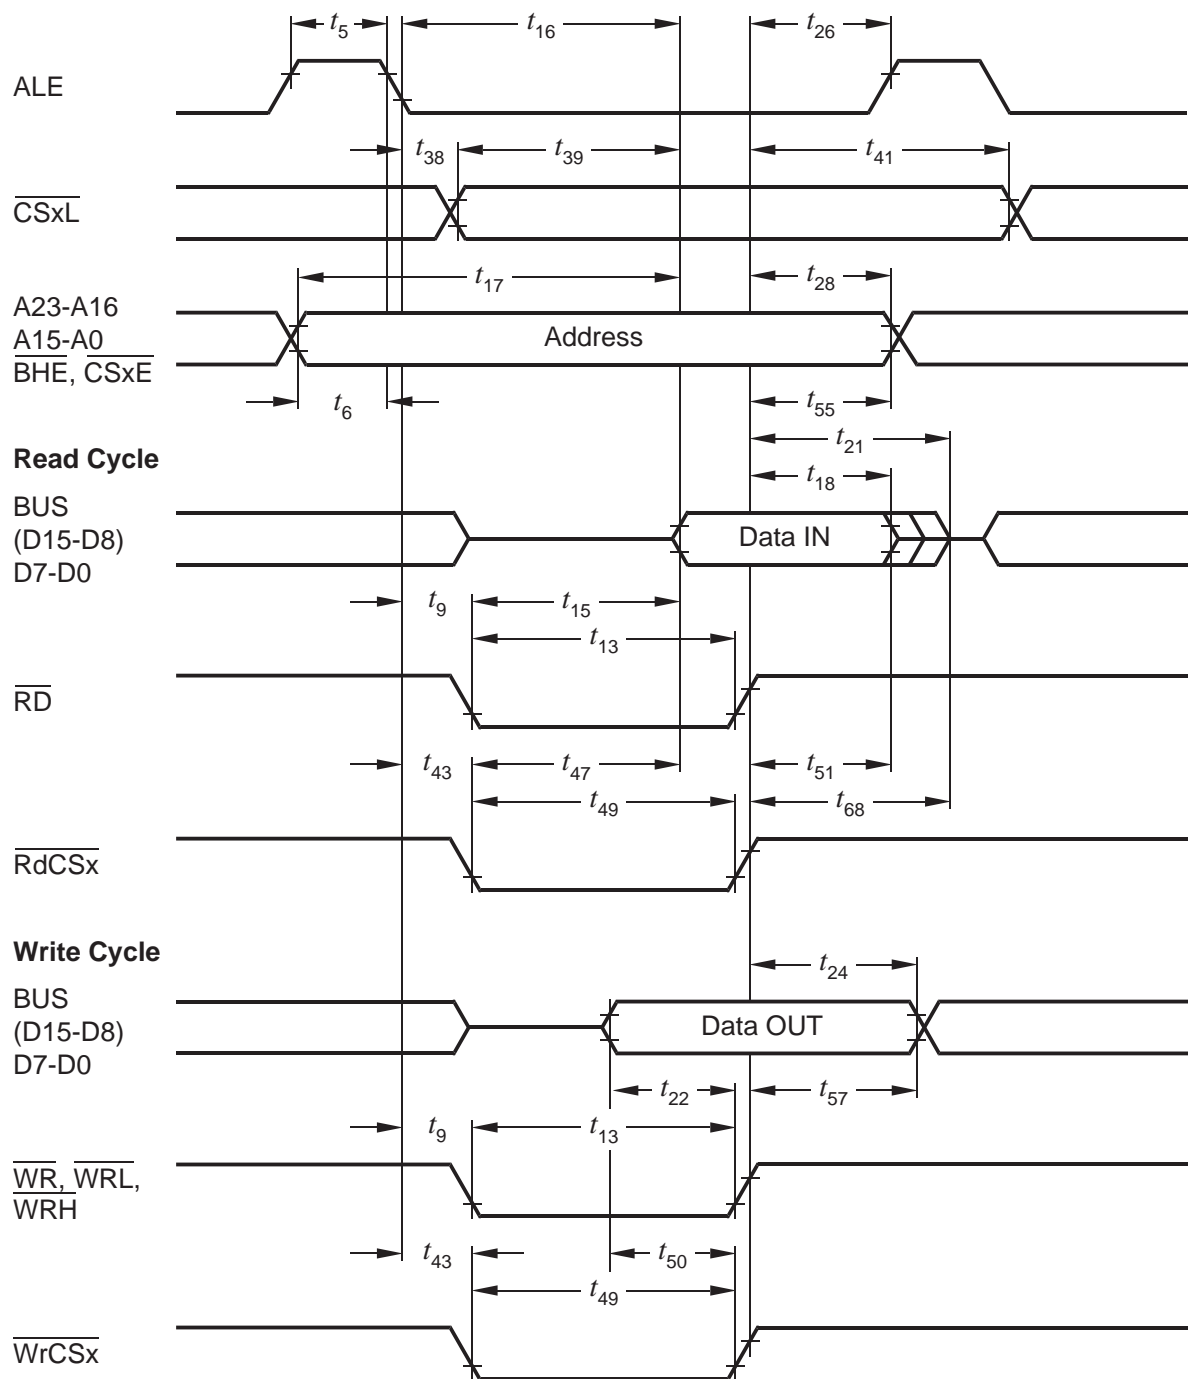 t5
t16
t26
ALE
t38
t39
t41
CSxL
t17
t28
A23-A16
A15-A0
BHE, CSxE
Address
t6
t55
t21
Read Cycle
t18
BUS
(D15-D8)
D7-D0
Data IN
t9
t15
t13
RD
t43
t47
t51
t49
t68
RdCSx
Write Cycle
t24
BUS
(D15-D8)
D7-D0
Data OUT
t22
t57
t9
t13
WR, WRL,
WRH
t43
t50
t49
WrCSx